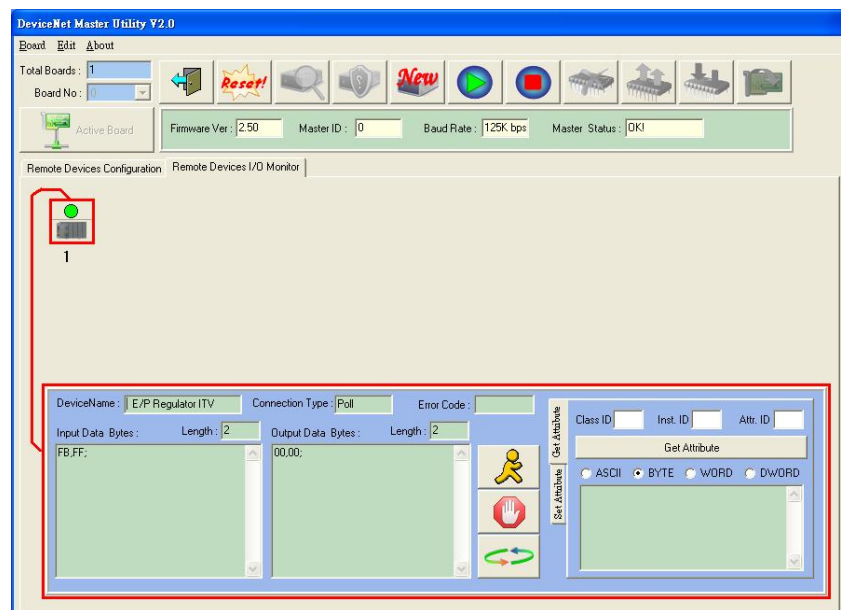 DeviceNet Master Utility V2.0
Board Edit About
Total Boards : 1
Board No : 0
Reset!
New
Active Board
Firmware Ver : 2.50 Master ID : 0 Baud Rate : 125K bps Master Status : OK!
Remote Devices Configuration Remote Devices I/O Monitor
1
DeviceName : E/P Regulator ITV Connection Type : Poll Error Code :
Input Data Bytes : Length : 2 Output Data Bytes : Length : 2
FB,FF; 00,00;
Get Attribute
Set Attribute
Class ID Inst. ID Attr. ID
Get Attribute
ASCII BYTE WORD DWORD